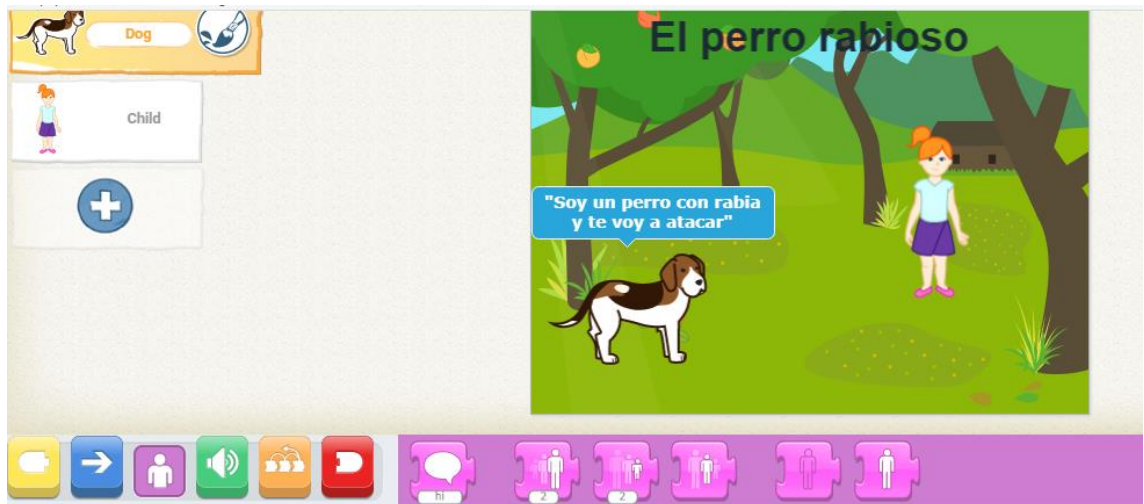 El perro rabioso
Dog
Child
"Soy un perro con rabia
y te voy a atacar"
hi
2
2